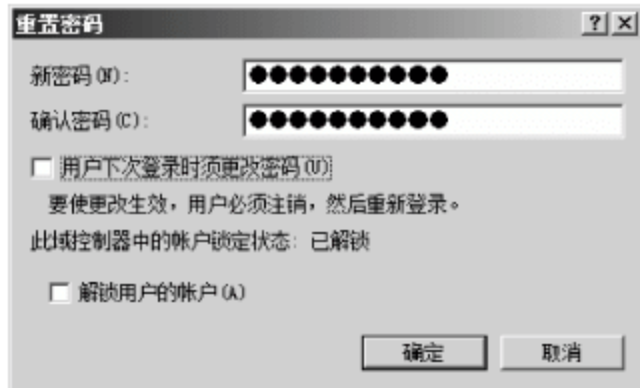 重置密码
新密码(N): ●●●●●●●●●●
确认密码(C): ●●●●●●●●●●
用户下次登录时须更改密码(U)
要使更改生效，用户必须注销，然后重新登录。
此域控制器中的帐户锁定状态: 已解锁
解锁用户的帐户(A)
确定 取消